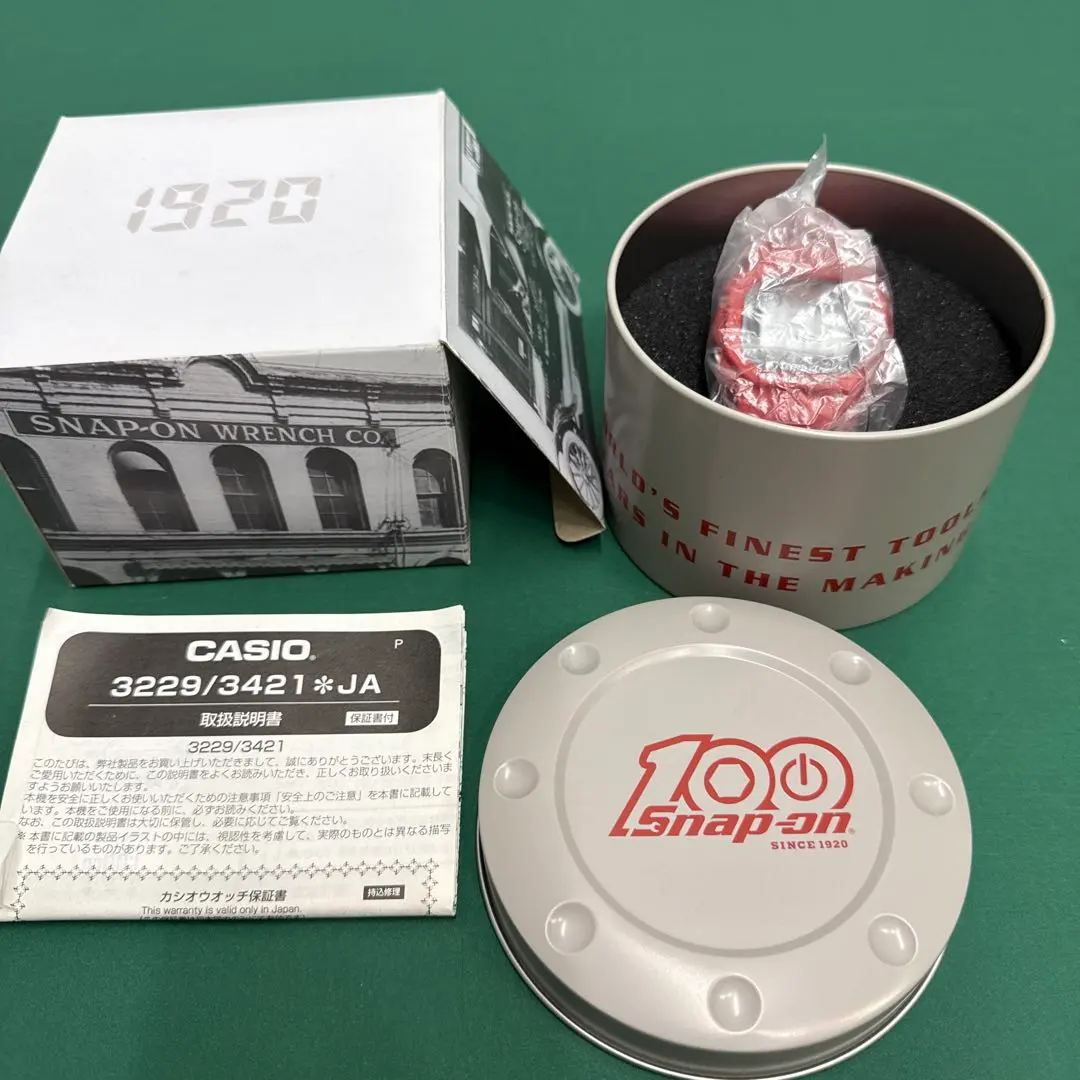 1920
SNAP-ON WRENCH CO.
WORLD'S FINEST TOOLS
YEARS IN THE MAKING
CASIO®
P
3229/3421*JA
取扱説明書
保証書付
3229/3421
このたびは、弊社製品をお買い上げいただきまして、誠にありがとうございます。末長く
ご愛用いただくために、この説明書をよくお読みいただき、正しくお取り扱いくださいま
すようお願いします。
本機を安全に正しくお使いいただくための注意事項「安全上のご注意」を本書に記載して
います。本機をご使用になる前に、必ずお読みください。
なお、この取扱説明書は大切に保管し、必要に応じてご覧ください。
※ 本書に記載の製品イラストの中には、視認性を考慮して、実際のものとは異なる描写
を行っているものがあります。ご了承ください。
カシオウオッチ保証書
持込修理
This warranty is valid only in Japan.
100
Snap-on®
SINCE 1920